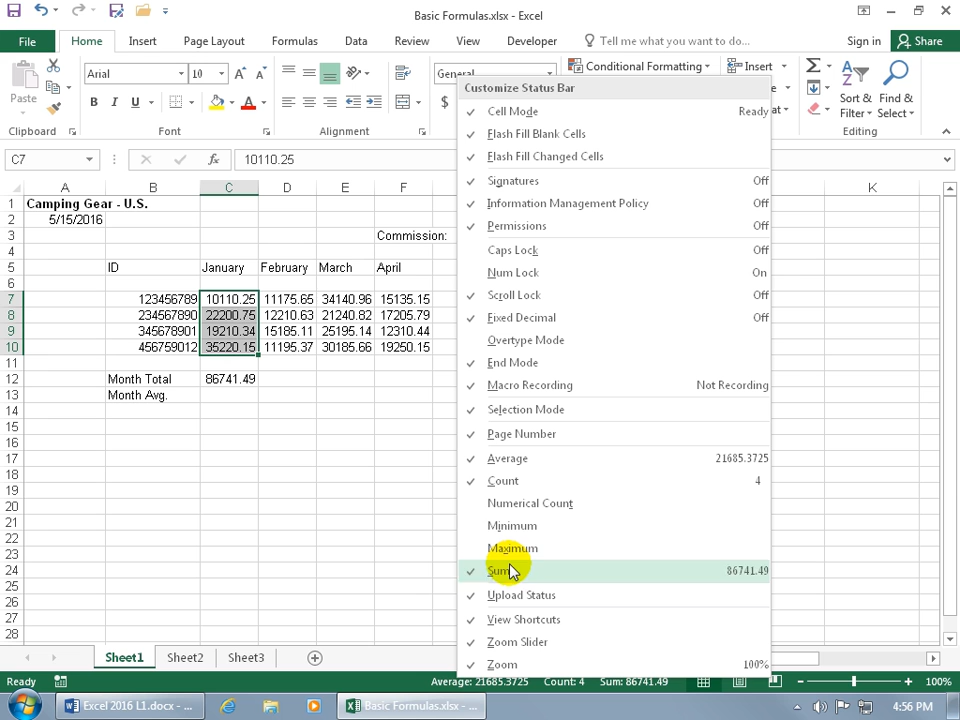 Basic Formulas.xlsx - Excel
File Home Insert Page Layout Formulas Data Review View Developer Tell me what you want to do... Sign in Share
Paste
Arial 10
B I U
General
$
Conditional Formatting
Insert
Sort & Filter
Find & Select
Clipboard Font Alignment Editing
C7 fx 10110.25
A B C D E F K
1 Camping Gear - U.S.
2 5/15/2016
3 Commission:
4
5 ID January February March April
6
7 123456789 10110.25 11175.65 34140.96 15135.15
8 234567890 22200.75 12210.63 21240.82 17205.79
9 345678901 19210.34 15185.11 25195.14 12310.44
10 456759012 35220.15 11195.37 30185.66 19250.15
11
12 Month Total 86741.49
13 Month Avg.
14
15
16
17
18
19
20
21
22
23
24
25
26
27
28
Customize Status Bar
Cell Mode Ready
Flash Fill Blank Cells
Flash Fill Changed Cells
Signatures Off
Information Management Policy Off
Permissions Off
Caps Lock Off
Num Lock On
Scroll Lock Off
Fixed Decimal Off
Overtype Mode
End Mode
Macro Recording Not Recording
Selection Mode
Page Number
Average 21685.3725
Count 4
Numerical Count
Minimum
Maximum
Sum 86741.49
Upload Status
View Shortcuts
Zoom Slider
Zoom 100%
Sheet1 Sheet2 Sheet3
Ready Average: 21685.3725 Count: 4 Sum: 86741.49 100%
Excel 2016 L1.docx - ... Basic Formulas.xlsx - ... 4:56 PM